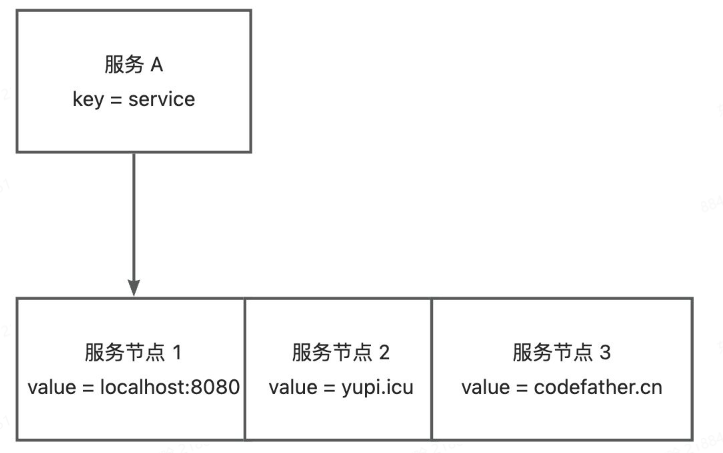 服务 A
key = service
服务节点 1
value = localhost:8080
服务节点 2
value = yupi.icu
服务节点 3
value = codefather.cn